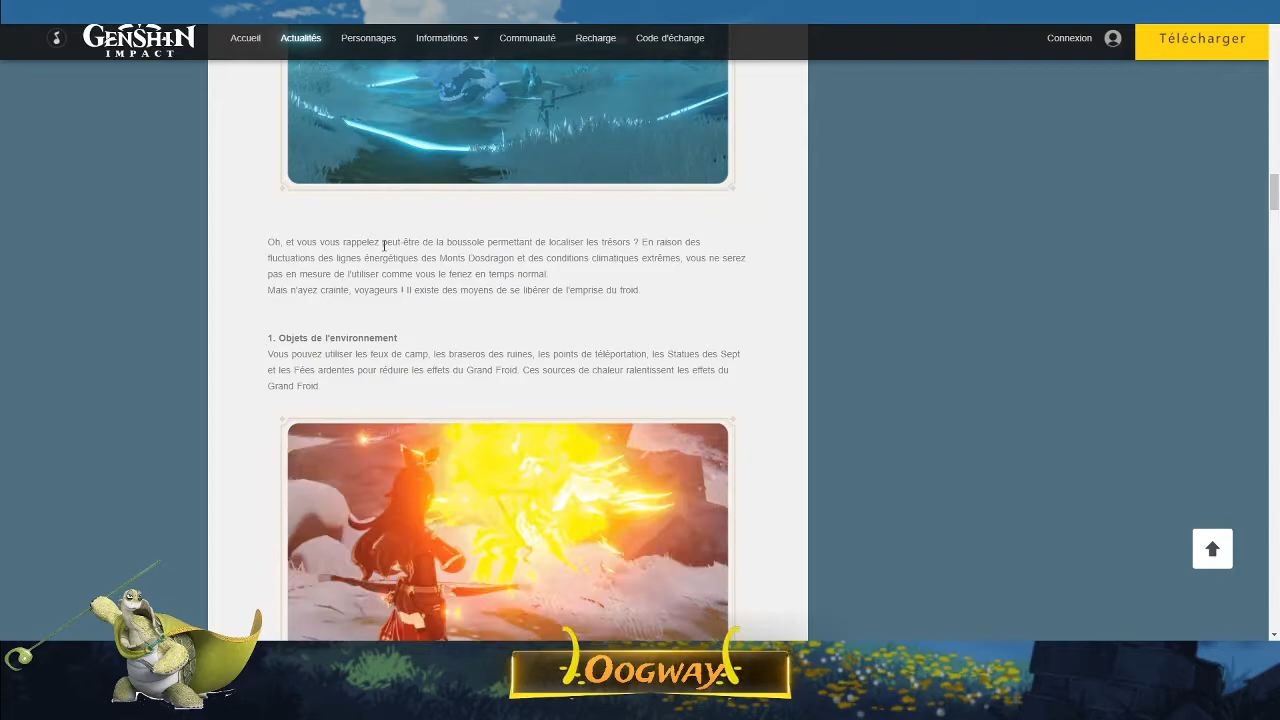 GENSHIN
IMPACT
Accueil
Actualités
Personnages
Informations
Communauté
Recharge
Code d'échange
Connexion
Télécharger
Oh, et vous vous rappelez peut-être de la boussole permettant de localiser les trésors ? En raison des
fluctuations des lignes énergétiques des Monts Dosdragon et des conditions climatiques extrêmes, vous ne serez
pas en mesure de l'utiliser comme vous le feriez en temps normal.
Mais n'ayez crainte, voyageurs ! Il existe des moyens de se libérer de l'emprise du froid.
1. Objets de l'environnement
Vous pouvez utiliser les feux de camp, les braseros des ruines, les points de téléportation, les Statues des Sept
et les Fées ardentes pour réduire les effets du Grand Froid. Ces sources de chaleur ralentissent les effets du
Grand Froid.
OOGWAY